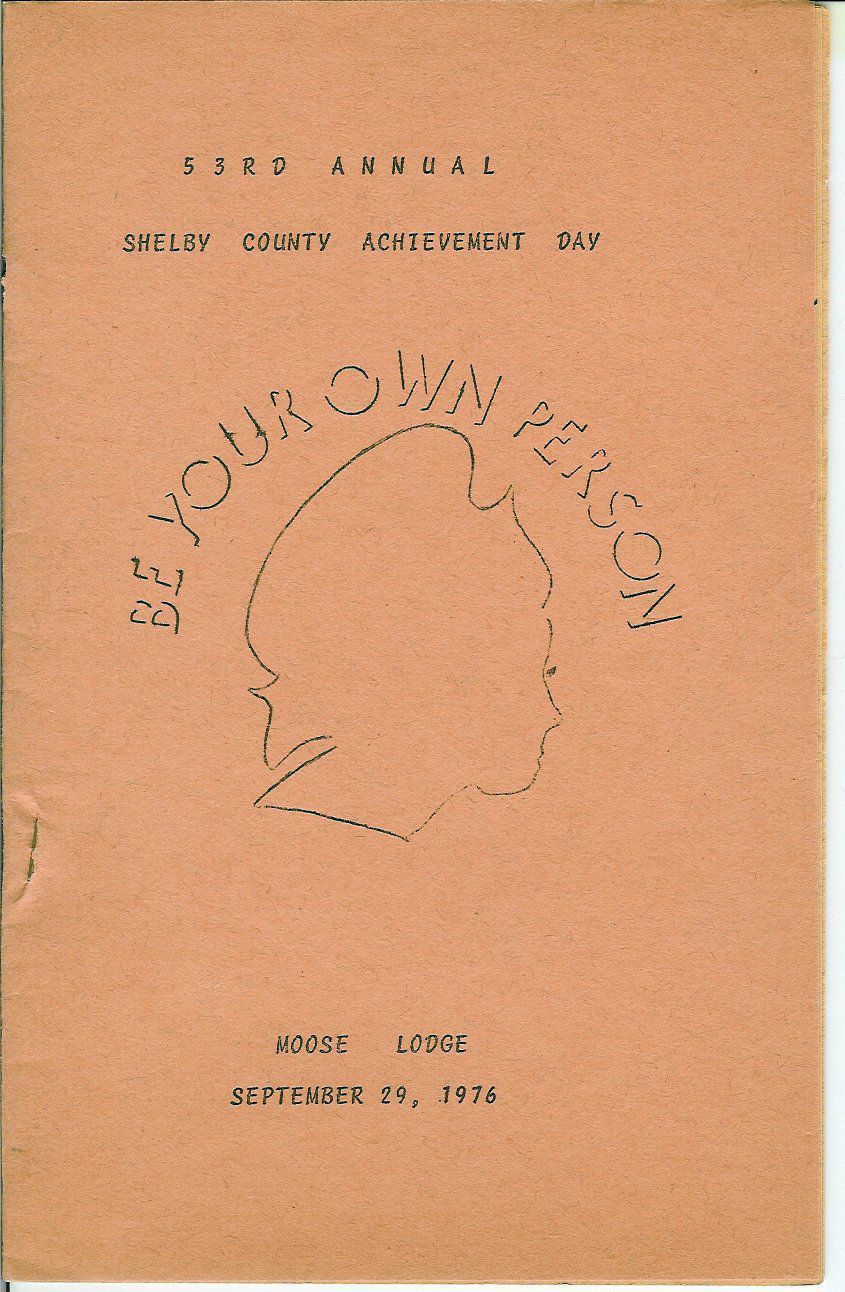 53RD ANNUAL
SHELBY COUNTY ACHIEVEMENT DAY
BE YOUR OWN PERSON
MOOSE LODGE
SEPTEMBER 29, 1976